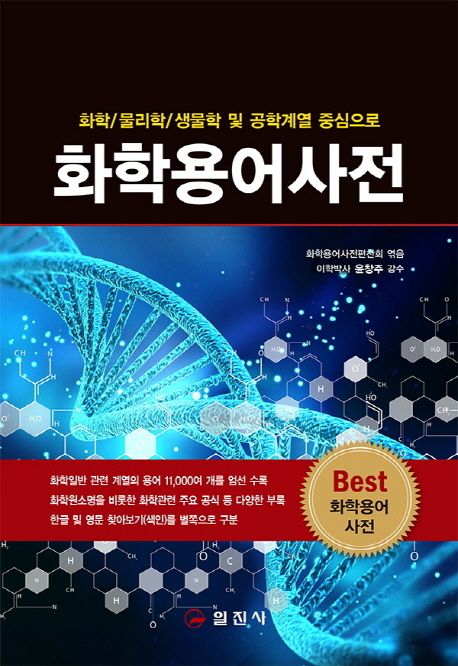 화학/물리학/생물학 및 공학계열 중심으로
화학용어사전
화학용어사전편찬회 엮음
이학박사 윤창주 감수
화학일반 관련 계열의 용어 11,000여 개를 엄선 수록
화학원소명을 비롯한 화학관련 주요 공식 등 다양한 부록
한글 및 영문 찾아보기(색인)를 별쪽으로 구분
Best
화학용어
사전
일진사